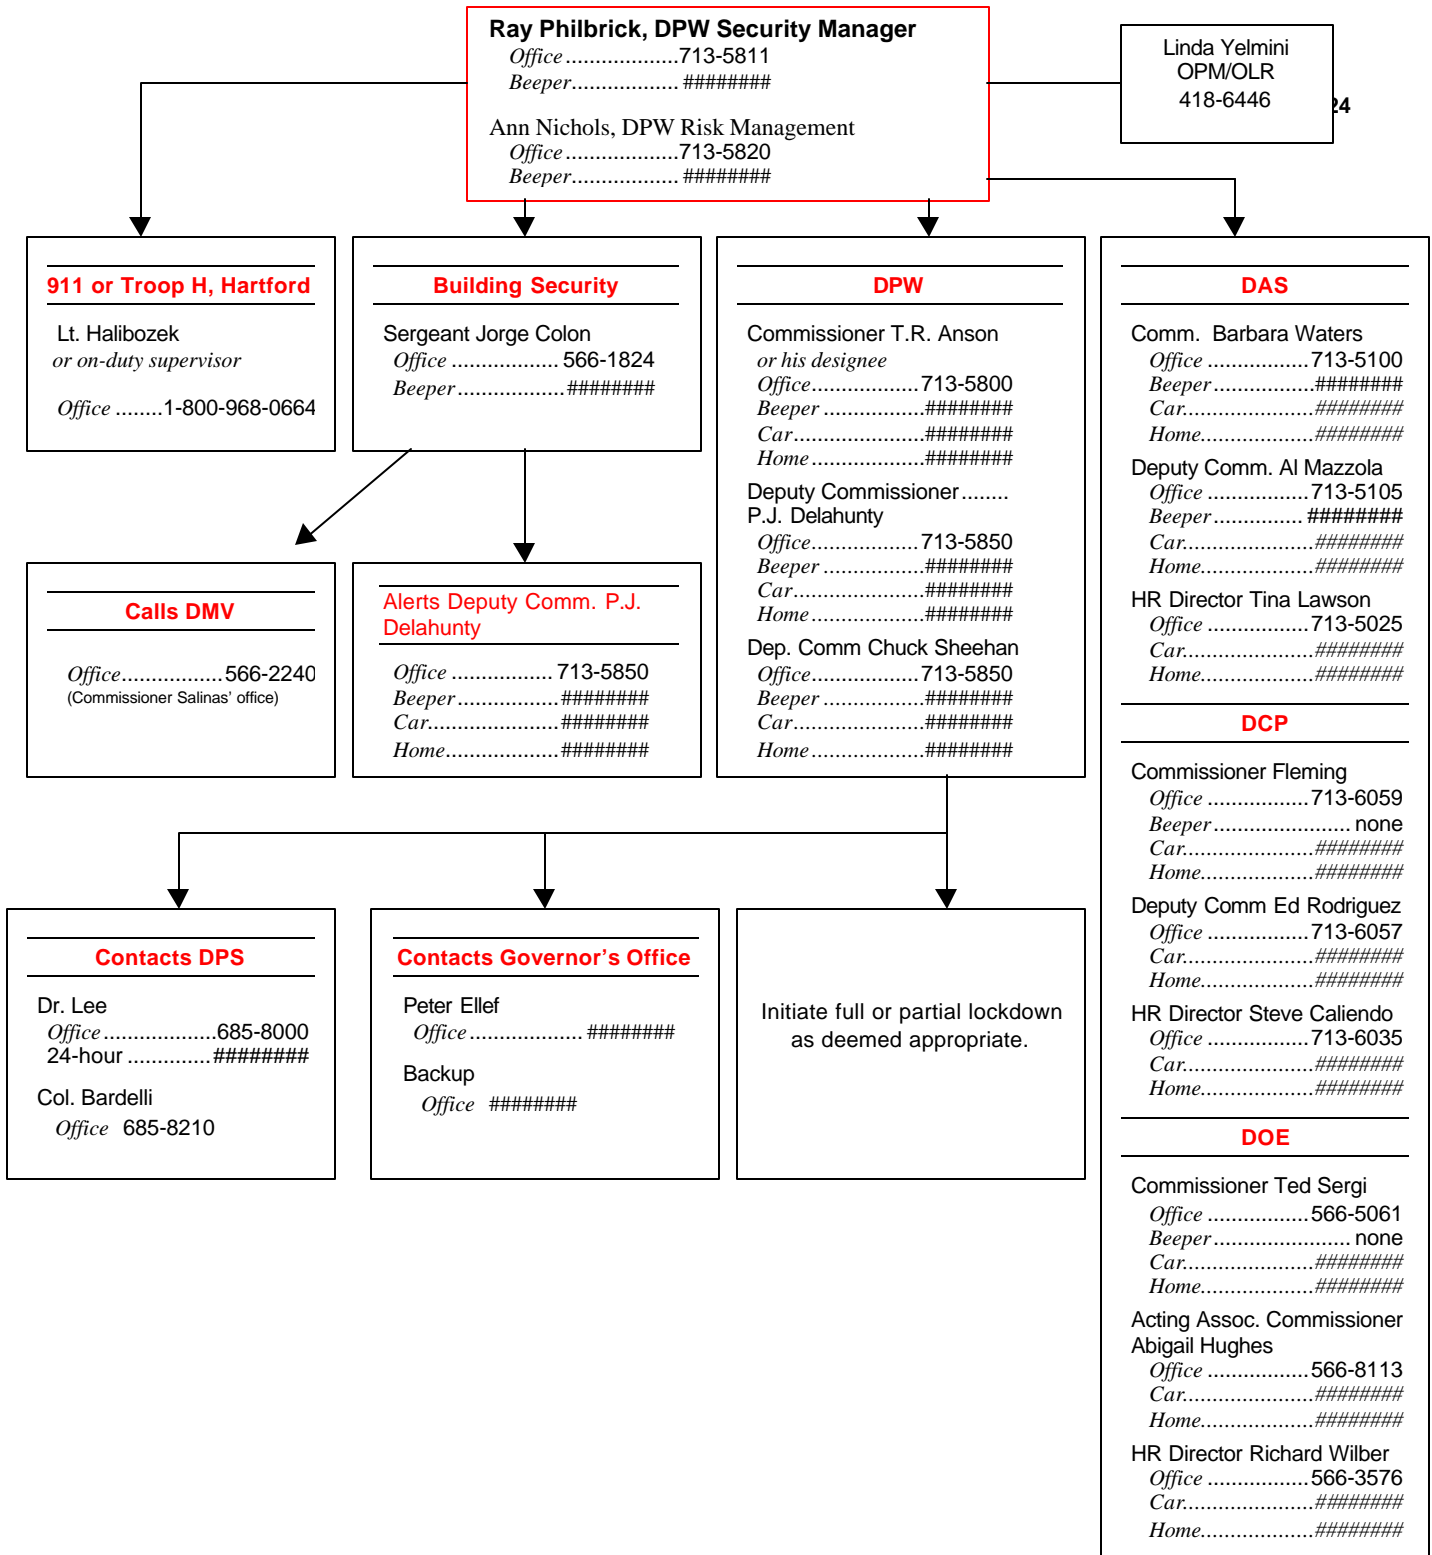 Ray Philbrick, DPW Security Manager
Office...................713-5811
Beeper.................. ########
Ann Nichols, DPW Risk Management
Office...................713-5820
Beeper.................. ########
Linda Yelmini
OPM/OLR
418-6446
24
911 or Troop H, Hartford
Lt. Halibozek
or on-duty supervisor
Office ........1-800-968-0664
Building Security
Sergeant Jorge Colon
Office .................. 566-1824
Beeper..................########
Calls DMV
Office.................566-2240
(Commissioner Salinas' office)
Alerts Deputy Comm. P.J.
Delahunty
Office ................. 713-5850
Beeper..................########
Car......................########
Home...................########
DPW
Commissioner T.R. Anson
or his designee
Office..................713-5800
Beeper .................########
Car......................########
Home...................########
Deputy Commissioner........
P.J. Delahunty
Office..................713-5850
Beeper .................########
Car......................########
Home...................########
Dep. Comm Chuck Sheehan
Office..................713-5850
Beeper .................########
Car......................########
Home...................########
DAS
Comm. Barbara Waters
Office .................713-5100
Beeper.................########
Car......................########
Home...................########
Deputy Comm. Al Mazzola
Office .................713-5105
Beeper............... ########
Car......................########
Home...................########
HR Director Tina Lawson
Office .................713-5025
Car......................########
Home...................########
DCP
Commissioner Fleming
Office .................713-6059
Beeper....................... none
Car......................########
Home...................########
Deputy Comm Ed Rodriguez
Office .................713-6057
Car......................########
Home...................########
HR Director Steve Caliendo
Office .................713-6035
Car......................########
Home...................########
DOE
Commissioner Ted Sergi
Office .................566-5061
Beeper....................... none
Car......................########
Home...................########
Acting Assoc. Commissioner
Abigail Hughes
Office .................566-8113
Car......................########
Home...................########
HR Director Richard Wilber
Office .................566-3576
Car......................########
Home...................########
Contacts DPS
Dr. Lee
Office...................685-8000
24-hour ..............########
Col. Bardelli
Office 685-8210
Contacts Governor's Office
Peter Ellef
Office................... ########
Backup
Office ########
Initiate full or partial lockdown
as deemed appropriate.